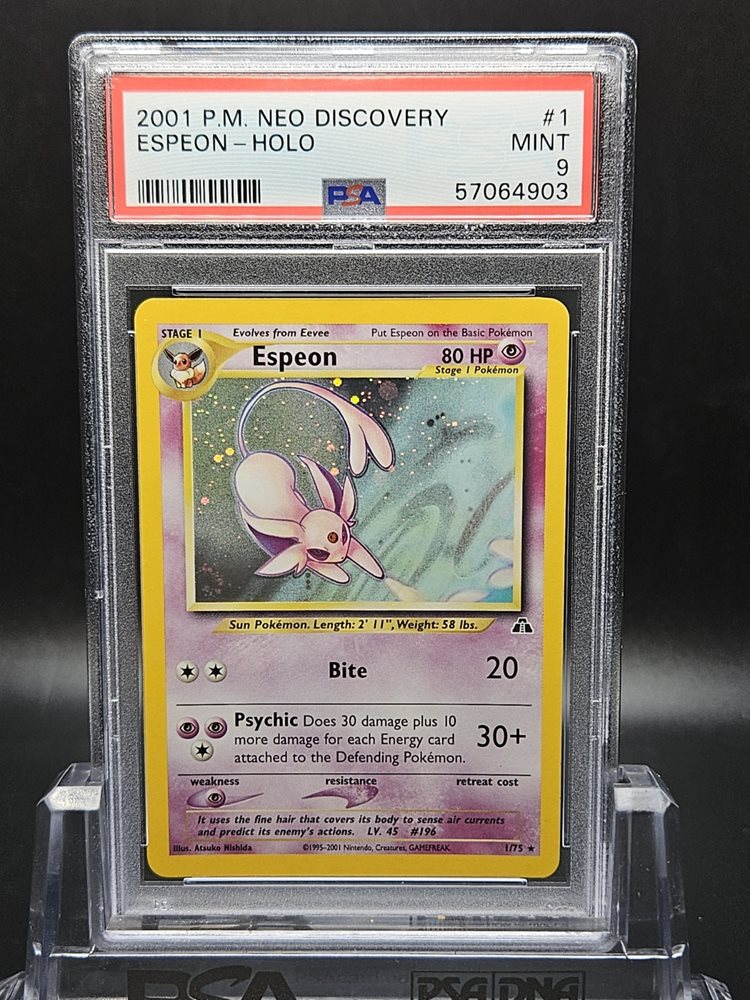 2001 P.M. NEO DISCOVERY #1
ESPEON - HOLO MINT
9
PSA 57064903
STAGE 1 Evolves from Eevee Put Espeon on the Basic Pokémon
Espeon 80 HP
Stage 1 Pokémon
Sun Pokémon. Length: 2' 11", Weight: 58 lbs.
Bite 20
Psychic Does 30 damage plus 10
more damage for each Energy card
attached to the Defending Pokémon.
30+
weakness resistance retreat cost
It uses the fine hair that covers its body to sense air currents
and predict its enemy's actions. LV. 45 #196
Illus. Atsuko Nishida ©1995-2001 Nintendo, Creatures, GAMEFREAK. 1/75 ★
PSA PSA DNA